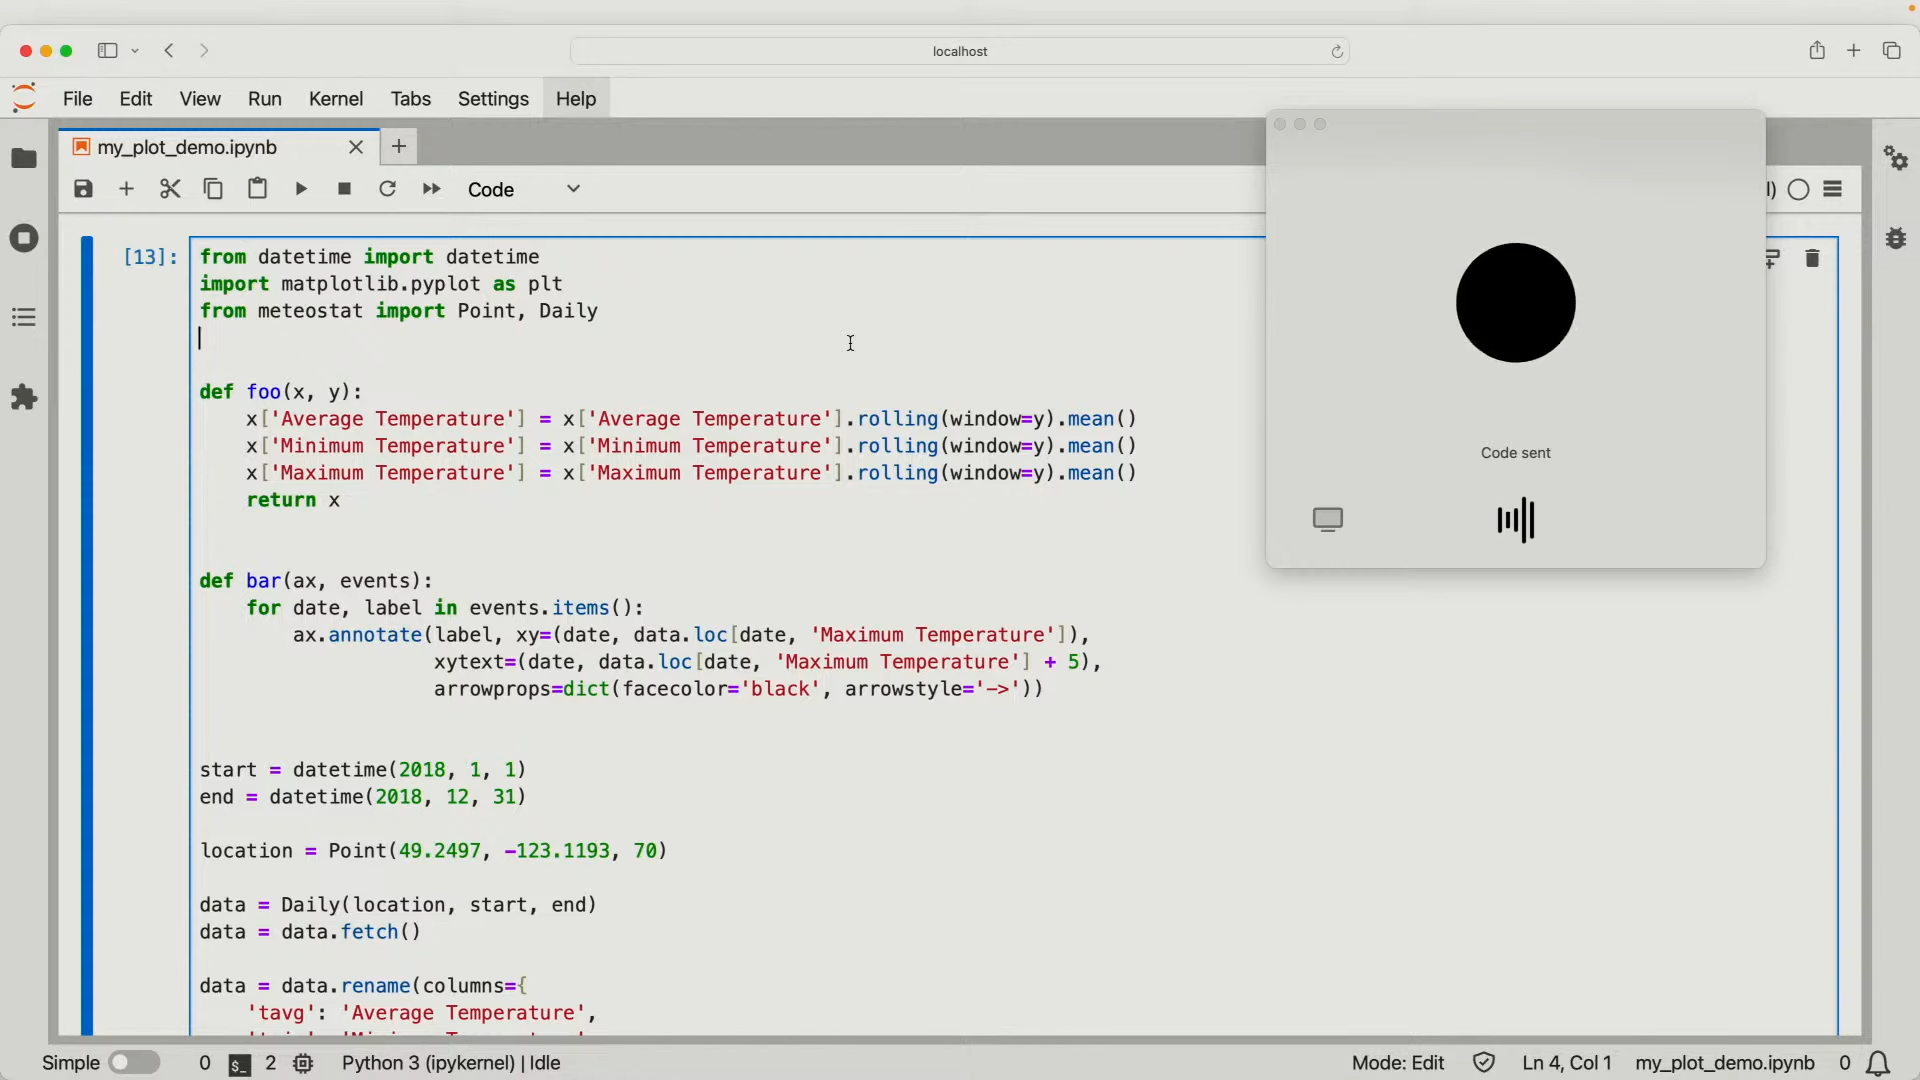 localhost
File Edit View Run Kernel Tabs Settings Help
my_plot_demo.ipynb
Code
[13]:
from datetime import datetime
import matplotlib.pyplot as plt
from meteostat import Point, Daily
def foo(x, y):
x['Average Temperature'] = x['Average Temperature'].rolling(window=y).mean()
x['Minimum Temperature'] = x['Minimum Temperature'].rolling(window=y).mean()
x['Maximum Temperature'] = x['Maximum Temperature'].rolling(window=y).mean()
return x
Code sent
def bar(ax, events):
for date, label in events.items():
ax.annotate(label, xy=(date, data.loc[date, 'Maximum Temperature']),
xytext=(date, data.loc[date, 'Maximum Temperature'] + 5),
arrowprops=dict(facecolor='black', arrowstyle='->'))
start = datetime(2018, 1, 1)
end = datetime(2018, 12, 31)
location = Point(49.2497, -123.1193, 70)
data = Daily(location, start, end)
data = data.fetch()
data = data.rename(columns={
'tavg': 'Average Temperature',
Simple 0 $_ 2 Python 3 (ipykernel) | Idle Mode: Edit Ln 4, Col 1 my_plot_demo.ipynb 0